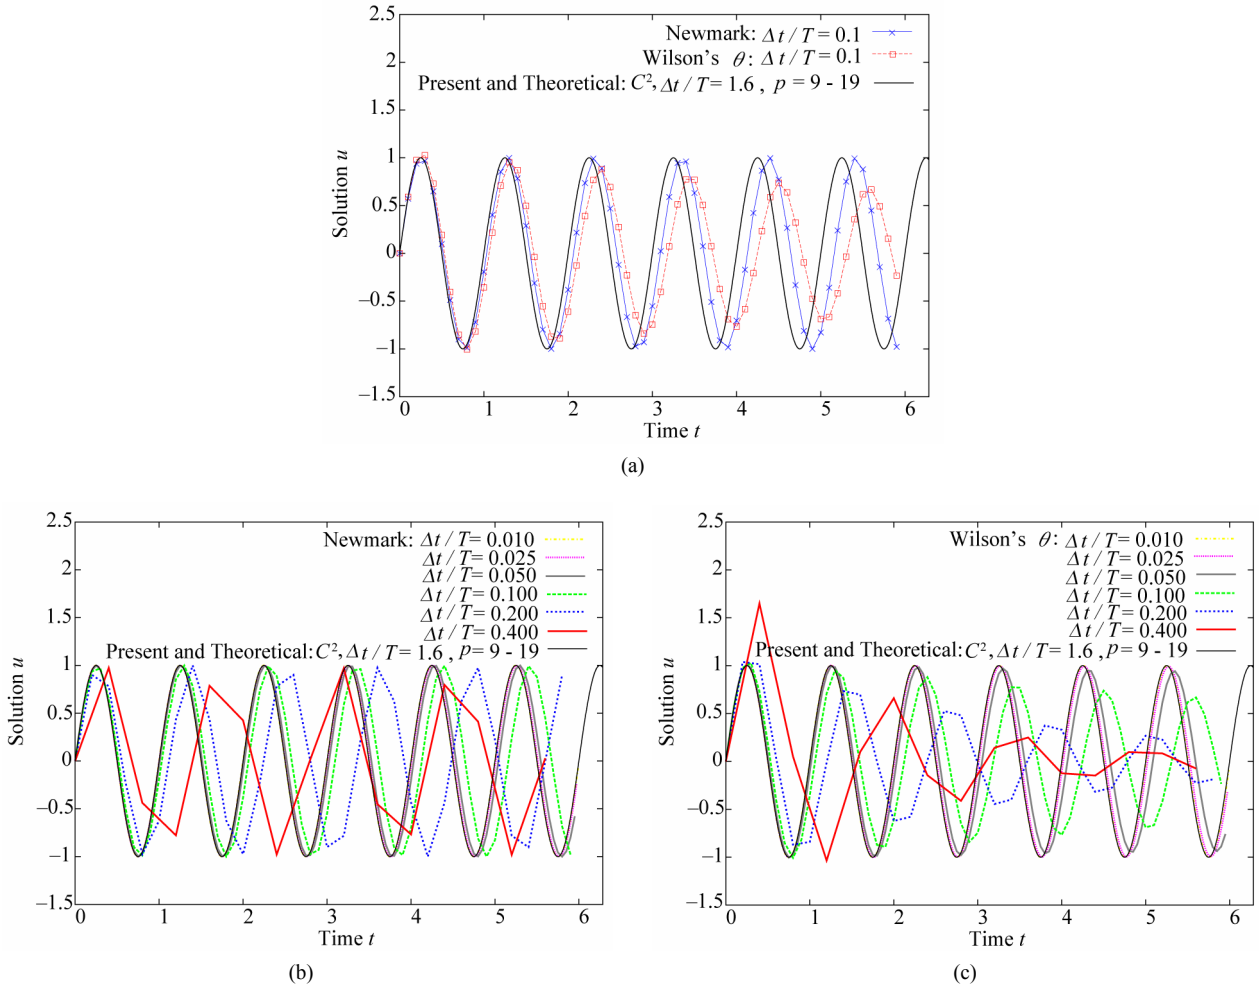 2.5
2
1.5
1
0.5
0
−0.5
−1
−1.5
Solution u
Newmark: Δt / T = 0.1
Wilson's θ: Δt / T = 0.1
Present and Theoretical: C², Δt / T = 1.6 , p = 9 - 19
0 1 2 3 4 5 6
Time t
(a)
2.5
2
1.5
1
0.5
0
−0.5
−1
−1.5
Solution u
Newmark: Δt / T = 0.010
Δt / T = 0.025
Δt / T = 0.050
Δt / T = 0.100
Δt / T = 0.200
Δt / T = 0.400
Present and Theoretical: C², Δt / T = 1.6 , p = 9 - 19
0 1 2 3 4 5 6
Time t
(b)
2.5
2
1.5
1
0.5
0
−0.5
−1
−1.5
Solution u
Wilson's θ: Δt / T = 0.010
Δt / T = 0.025
Δt / T = 0.050
Δt / T = 0.100
Δt / T = 0.200
Δt / T = 0.400
Present and Theoretical: C², Δt / T = 1.6 , p = 9 - 19
0 1 2 3 4 5 6
Time t
(c)